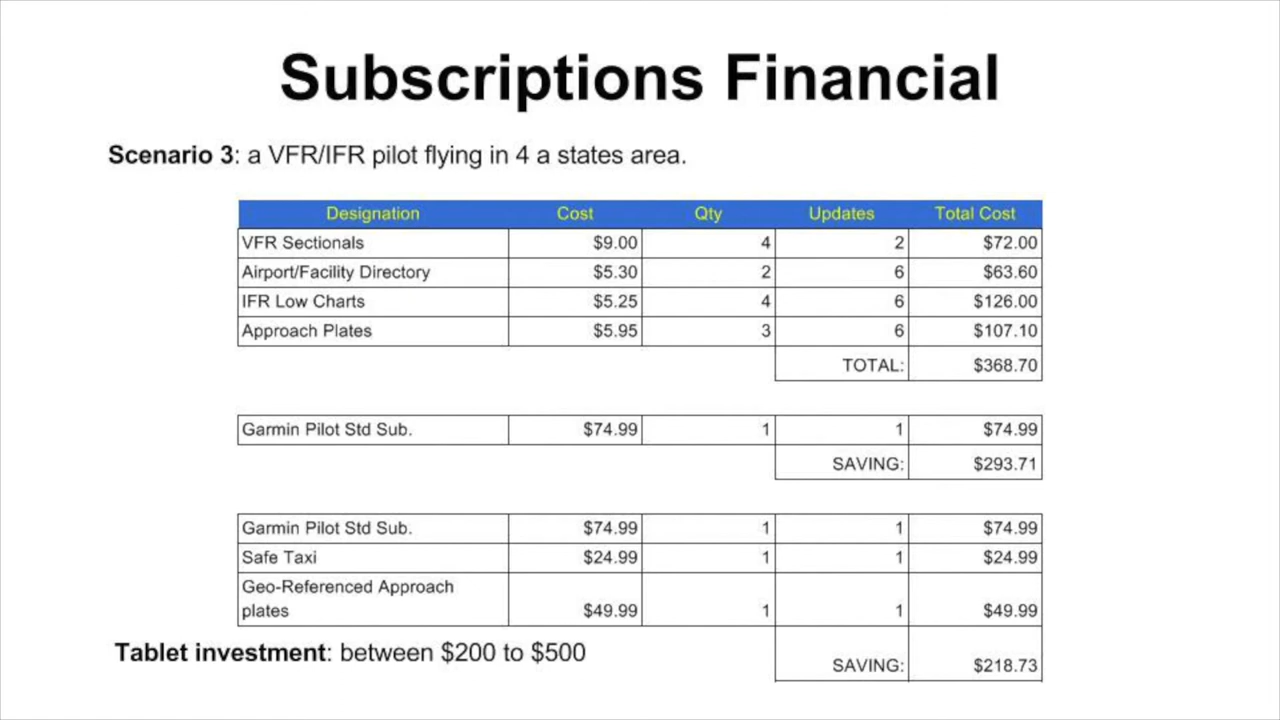 Subscriptions Financial
Scenario 3: a VFR/IFR pilot flying in 4 a states area.
Designation Cost Qty Updates Total Cost
VFR Sectionals $9.00 4 2 $72.00
Airport/Facility Directory $5.30 2 6 $63.60
IFR Low Charts $5.25 4 6 $126.00
Approach Plates $5.95 3 6 $107.10
TOTAL: $368.70
Garmin Pilot Std Sub. $74.99 1 1 $74.99
SAVING: $293.71
Garmin Pilot Std Sub. $74.99 1 1 $74.99
Safe Taxi $24.99 1 1 $24.99
Geo-Referenced Approach
plates $49.99 1 1 $49.99
Tablet investment: between $200 to $500
SAVING: $218.73